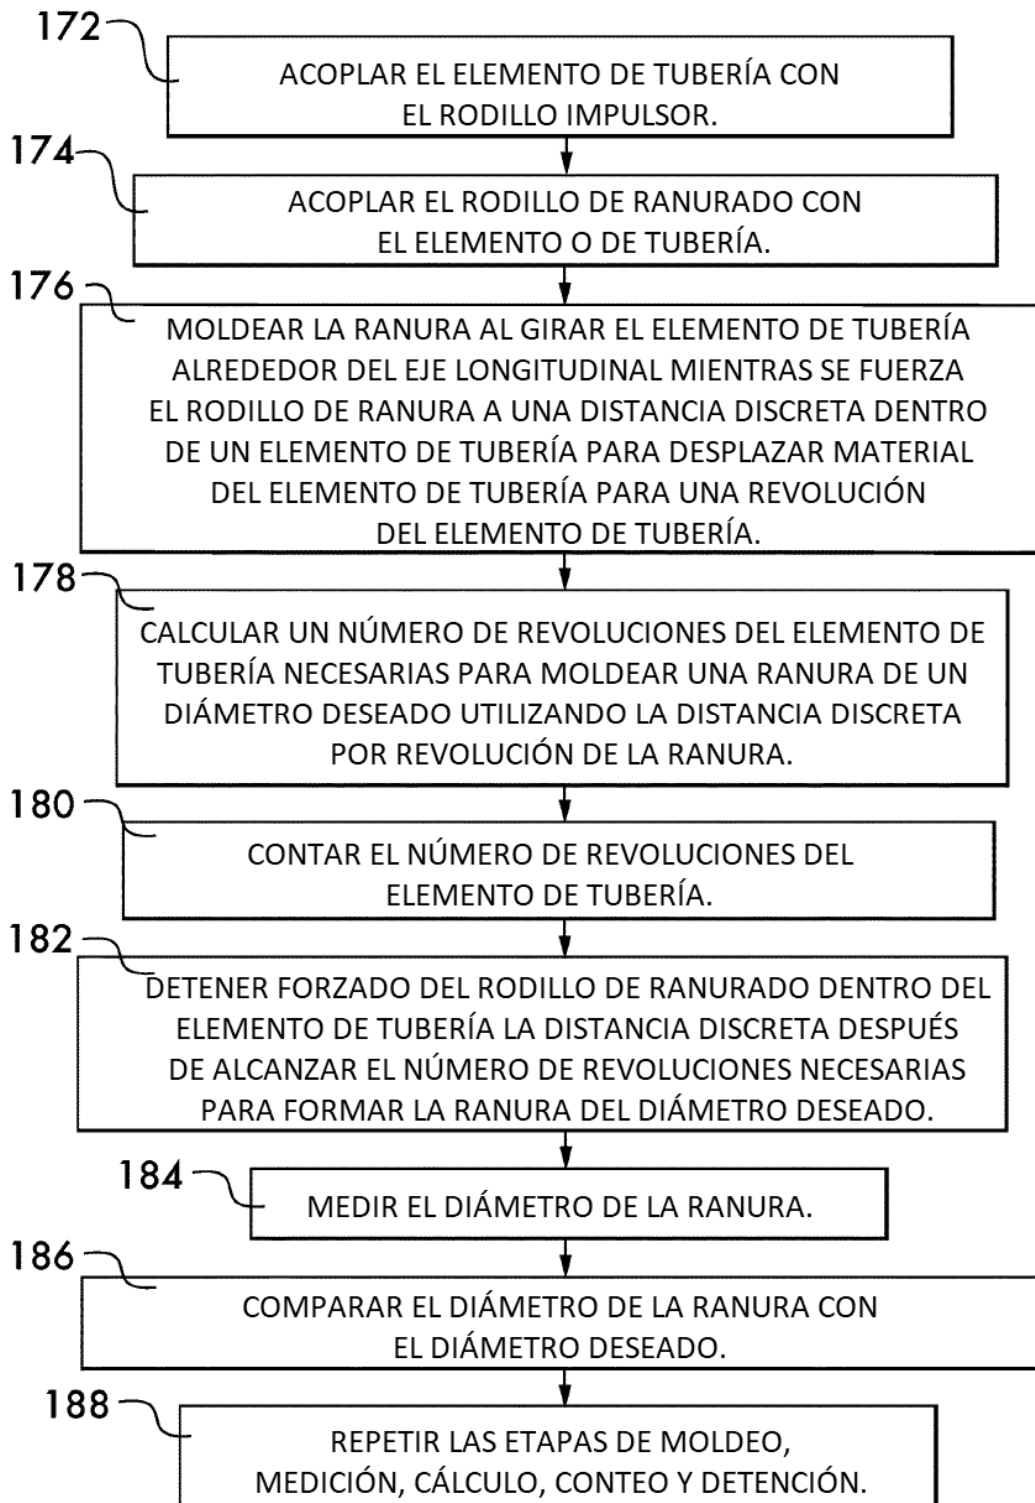 172
ACOPLAR EL ELEMENTO DE TUBERÍA CON
EL RODILLO IMPULSOR.
174
ACOPLAR EL RODILLO DE RANURADO CON
EL ELEMENTO O DE TUBERÍA.
176
MOLDEAR LA RANURA AL GIRAR EL ELEMENTO DE TUBERÍA
ALREDEDOR DEL EJE LONGITUDINAL MIENTRAS SE FUERZA
EL RODILLO DE RANURA A UNA DISTANCIA DISCRETA DENTRO
DE UN ELEMENTO DE TUBERÍA PARA DESPLAZAR MATERIAL
DEL ELEMENTO DE TUBERÍA PARA UNA REVOLUCIÓN
DEL ELEMENTO DE TUBERÍA.
178
CALCULAR UN NÚMERO DE REVOLUCIONES DEL ELEMENTO DE
TUBERÍA NECESARIAS PARA MOLDEAR UNA RANURA DE UN
DIÁMETRO DESEADO UTILIZANDO LA DISTANCIA DISCRETA
POR REVOLUCIÓN DE LA RANURA.
180
CONTAR EL NÚMERO DE REVOLUCIONES DEL
ELEMENTO DE TUBERÍA.
182
DETENER FORZADO DEL RODILLO DE RANURADO DENTRO DEL
ELEMENTO DE TUBERÍA LA DISTANCIA DISCRETA DESPUÉS
DE ALCANZAR EL NÚMERO DE REVOLUCIONES NECESARIAS
PARA FORMAR LA RANURA DEL DIÁMETRO DESEADO.
184
MEDIR EL DIÁMETRO DE LA RANURA.
186
COMPARAR EL DIÁMETRO DE LA RANURA CON
EL DIÁMETRO DESEADO.
188
REPETIR LAS ETAPAS DE MOLDEO,
MEDICIÓN, CÁLCULO, CONTEO Y DETENCIÓN.